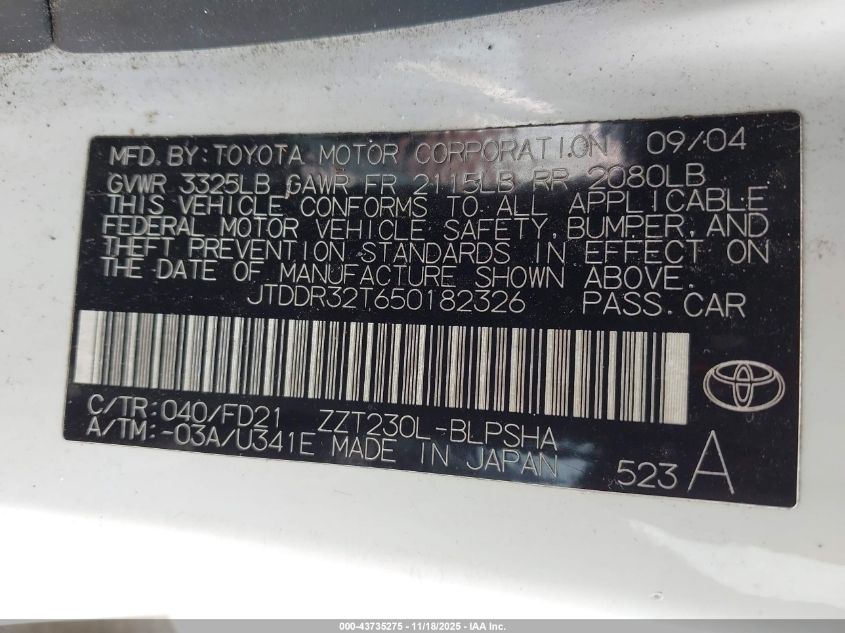 MFD. BY: TOYOTA MOTOR CORPORATION 09/04
GVWR 3325LB GAWR FR 2115LB RR 2080LB
THIS VEHICLE CONFORMS TO ALL APPLICABLE
FEDERAL MOTOR VEHICLE SAFETY, BUMPER, AND
THEFT PREVENTION STANDARDS IN EFFECT ON
THE DATE OF MANUFACTURE SHOWN ABOVE.
JTDDR32T650182326 PASS. CAR
C/TR: 040/FD21 ZZT230L-BLPSHA
A/TM:-03A/U341E MADE IN JAPAN 523 A
000-43735275 - 11/18/2025 - IAA Inc.